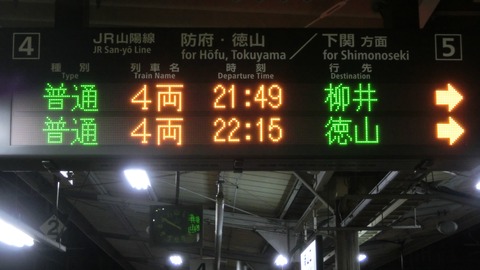 4 JR山陽線 / 防府・徳山 / 下関 方面 5
JR San-yō Line for Hōfu, Tokuyama for Shimonoseki
種別 列車名 時刻 行先
Type Train Name Departure Time Destination
普通 4両 21:49 柳井 →
普通 4両 22:15 徳山 →
2